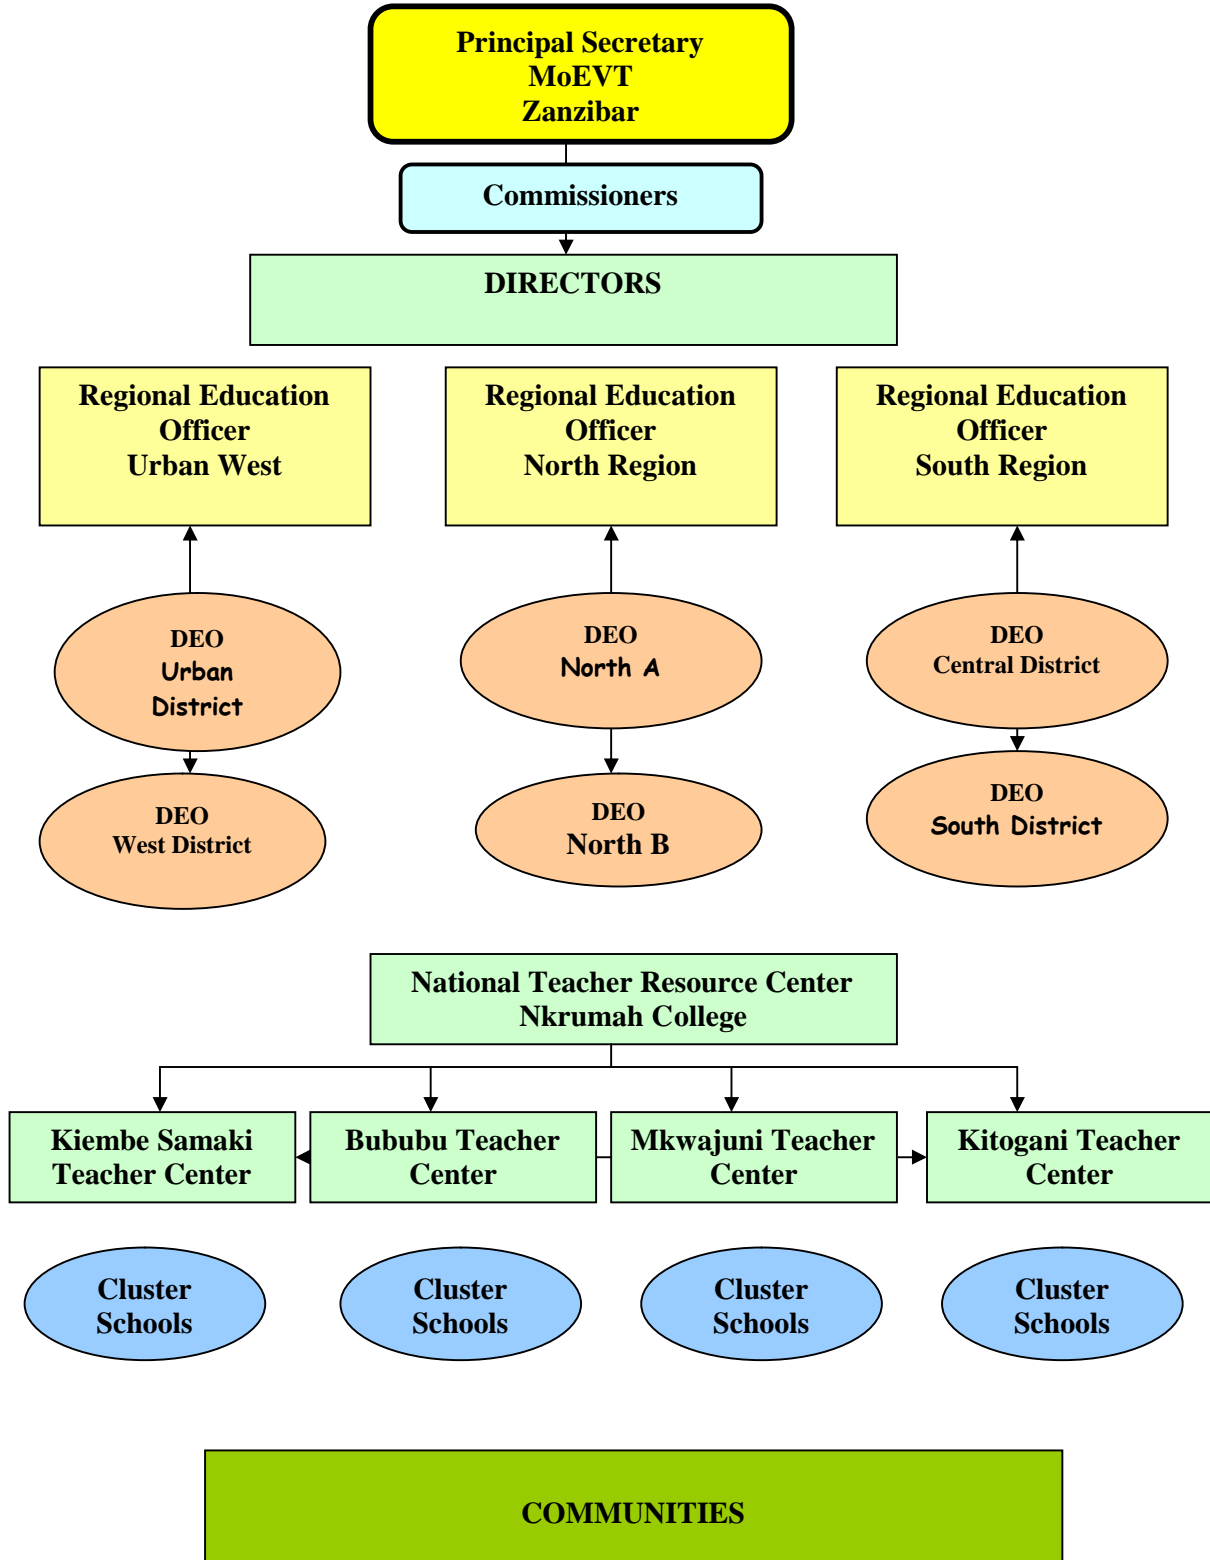 Principal Secretary
MoEVT
Zanzibar
Commissioners
DIRECTORS
Regional Education
Officer
Urban West
Regional Education
Officer
North Region
Regional Education
Officer
South Region
DEO
Urban
District
DEO
North A
DEO
Central District
DEO
West District
DEO
North B
DEO
South District
National Teacher Resource Center
Nkrumah College
Kiembe Samaki
Teacher Center
Bububu Teacher
Center
Mkwajuni Teacher
Center
Kitogani Teacher
Center
Cluster
Schools
Cluster
Schools
Cluster
Schools
Cluster
Schools
COMMUNITIES